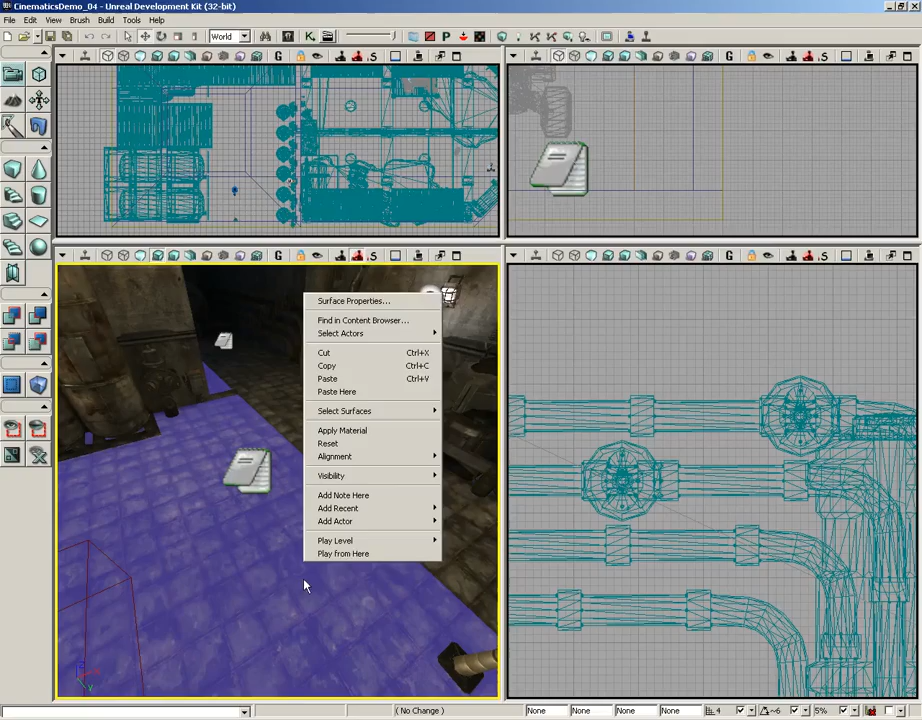 CinematicsDemo_04 - Unreal Development Kit (32-bit)
File Edit View Brush Build Tools Help
World
G
G
G
G
Surface Properties...
Find in Content Browser...
Select Actors
Cut Ctrl+X
Copy Ctrl+C
Paste Ctrl+V
Paste Here
Select Surfaces
Apply Material
Reset
Alignment
Visibility
Add Note Here
Add Recent
Add Actor
Play Level
Play from Here
( No Change )
None None None None 4 6 5%